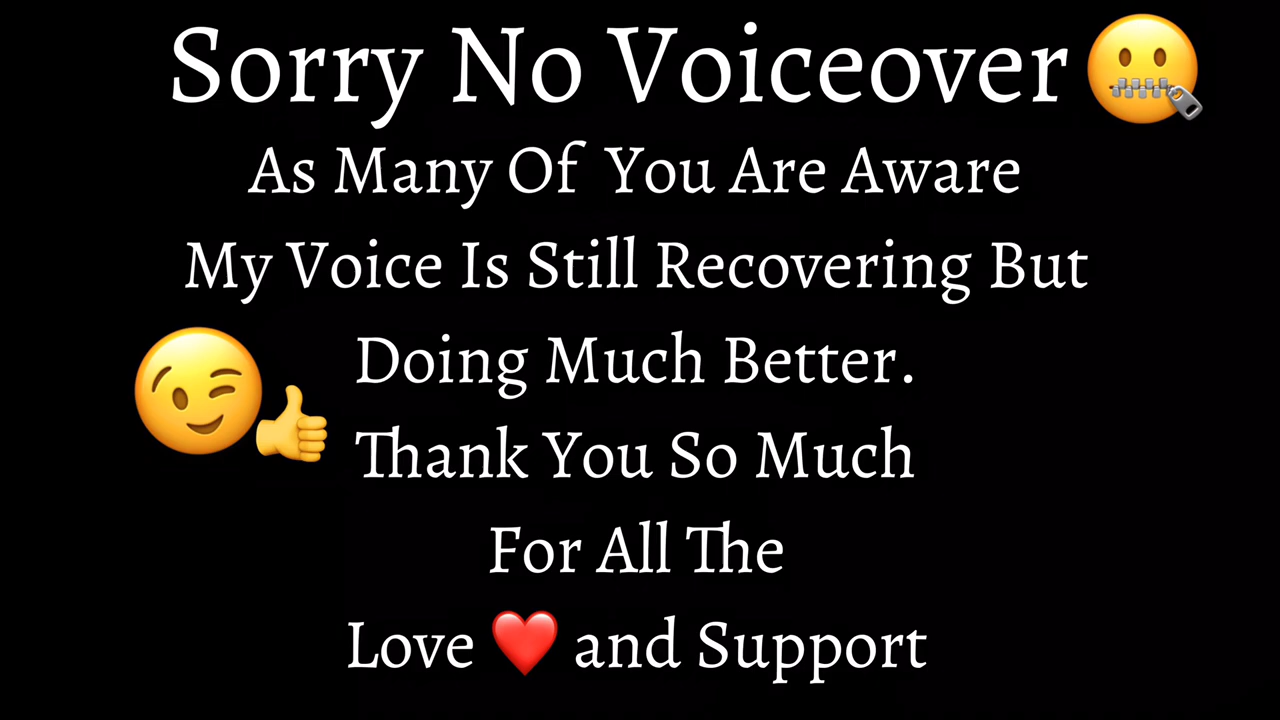 Sorry No Voiceover🤐
As Many Of You Are Aware
My Voice Is Still Recovering But
Doing Much Better.
😉👍 Thank You So Much
For All The
Love ❤️ and Support